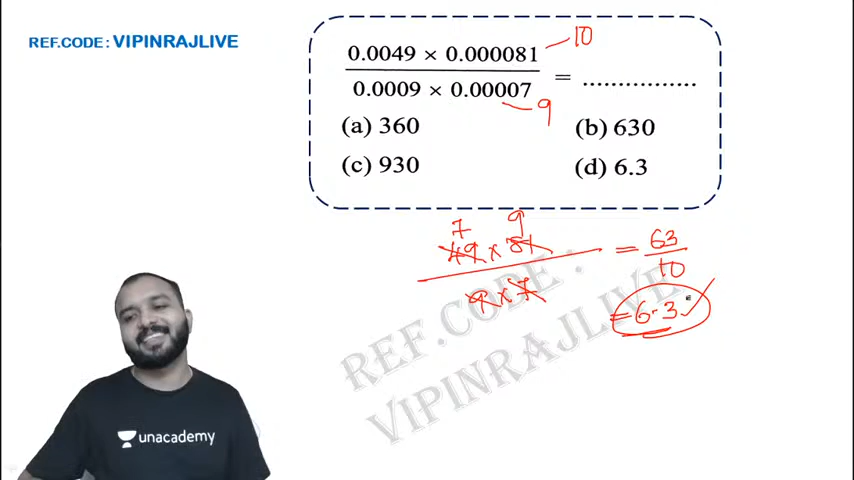 REF.CODE : VIPINRAJLIVE
0.0049 × 0.000081 10
0.0009 × 0.00007 9
= ................
(a) 360
(b) 630
(c) 930
(d) 6.3
7 9
49 × 81
9 × 7
= 63
10
= 6.3 ✓
REF.CODE :
VIPINRAJLIVE
unacademy